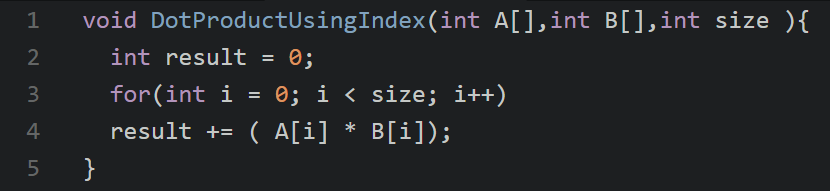 1 void DotProductUsingIndex(int A[],int B[],int size ){
2 int result = 0;
3 for(int i = 0; i < size; i++)
4 result += ( A[i] * B[i]);
5 }